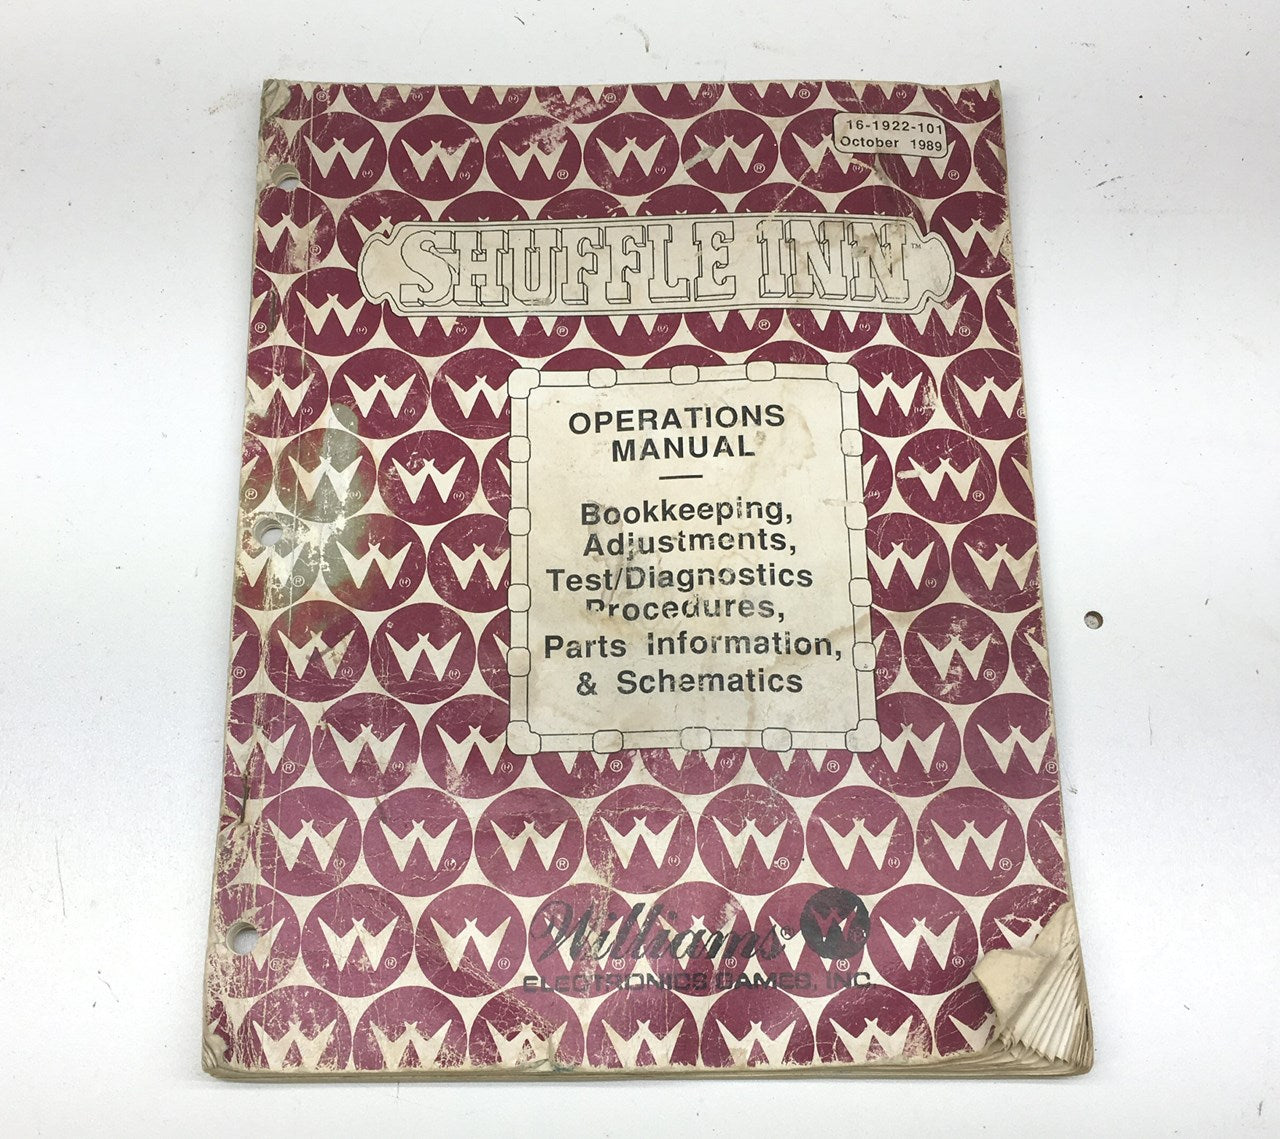 16-1922-101
October 1989
SHUFFLE INN™
OPERATIONS
MANUAL
Bookkeeping,
Adjustments,
Test/Diagnostics
Procedures,
Parts Information,
& Schematics
Williams®
ELECTRONICS GAMES, INC.